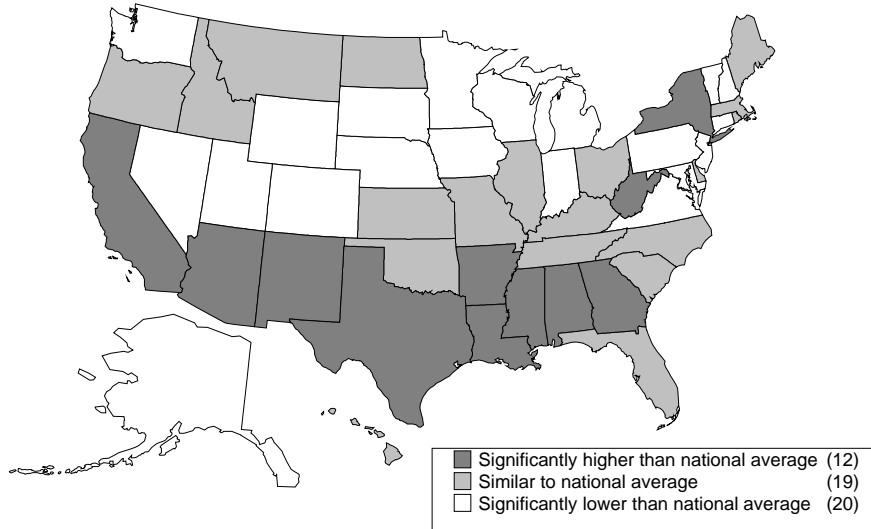 Significantly higher than national average (12)
Similar to national average (19)
Significantly lower than national average (20)